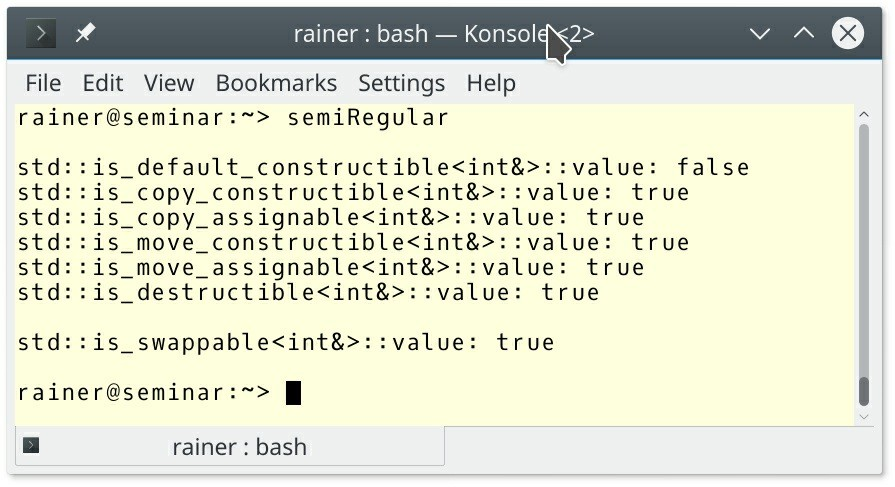 rainer : bash — Konsole <2>
File Edit View Bookmarks Settings Help
rainer@seminar:~> semiRegular
std::is_default_constructible<int&>::value: false
std::is_copy_constructible<int&>::value: true
std::is_copy_assignable<int&>::value: true
std::is_move_constructible<int&>::value: true
std::is_move_assignable<int&>::value: true
std::is_destructible<int&>::value: true
std::is_swappable<int&>::value: true
rainer@seminar:~>
rainer : bash